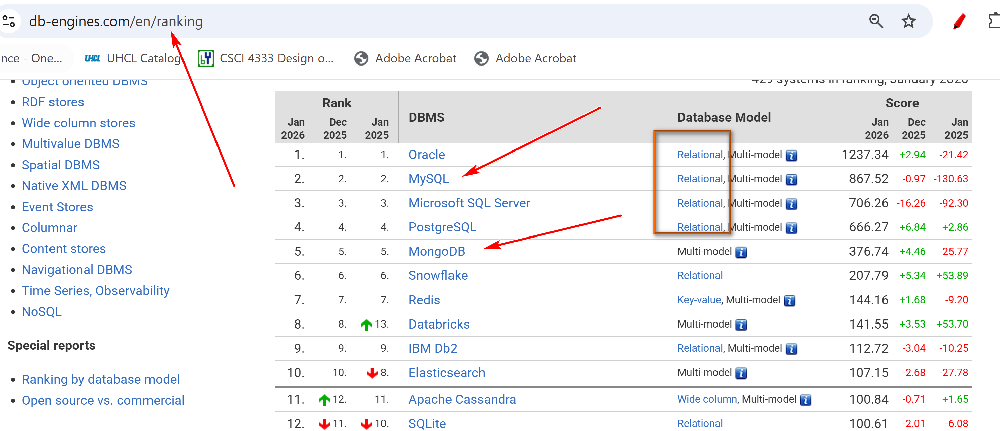 db-engines.com/en/ranking
nce - One...
UHCL UHCL Catalog
bY CSCI 4333 Design o...
Adobe Acrobat
Adobe Acrobat
Object oriented DBMS
RDF stores
Wide column stores
Multivalue DBMS
Spatial DBMS
Native XML DBMS
Event Stores
Columnar
Content stores
Navigational DBMS
Time Series, Observability
NoSQL
Special reports
Ranking by database model
Open source vs. commercial
429 systems in ranking, January 2026
Rank DBMS Database Model Score
Jan 2026 Dec 2025 Jan 2025 Jan 2026 Dec 2025 Jan 2025
1. 1. 1. Oracle Relational, Multi-model i 1237.34 +2.94 -21.42
2. 2. 2. MySQL Relational, Multi-model i 867.52 -0.97 -130.63
3. 3. 3. Microsoft SQL Server Relational, Multi-model i 706.26 -16.26 -92.30
4. 4. 4. PostgreSQL Relational, Multi-model i 666.27 +6.84 +2.86
5. 5. 5. MongoDB Multi-model i 376.74 +4.46 -25.77
6. 6. 6. Snowflake Relational 207.79 +5.34 +53.89
7. 7. 7. Redis Key-value, Multi-model i 144.16 +1.68 -9.20
8. 8. 13. Databricks Multi-model i 141.55 +3.53 +53.70
9. 9. 9. IBM Db2 Relational, Multi-model i 112.72 -3.04 -10.25
10. 10. 8. Elasticsearch Multi-model i 107.15 -2.68 -27.78
11. 12. 11. Apache Cassandra Wide column, Multi-model i 100.84 -0.71 +1.65
12. 11. 10. SQLite Relational 100.61 -2.01 -6.08